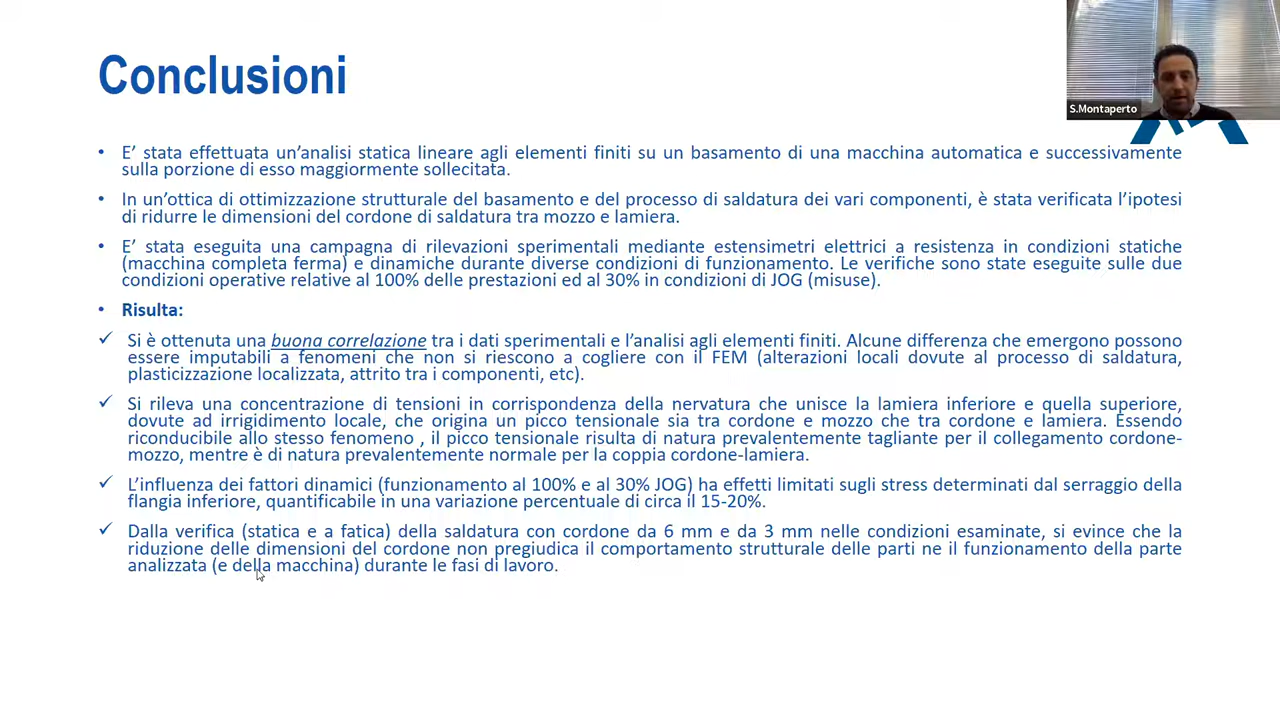 Conclusioni
S.Montaperto
• E' stata effettuata un'analisi statica lineare agli elementi finiti su un basamento di una macchina automatica e successivamente
sulla porzione di esso maggiormente sollecitata.
• In un'ottica di ottimizzazione strutturale del basamento e del processo di saldatura dei vari componenti, è stata verificata l'ipotesi
di ridurre le dimensioni del cordone di saldatura tra mozzo e lamiera.
• E' stata eseguita una campagna di rilevazioni sperimentali mediante estensimetri elettrici a resistenza in condizioni statiche
(macchina completa ferma) e dinamiche durante diverse condizioni di funzionamento. Le verifiche sono state eseguite sulle due
condizioni operative relative al 100% delle prestazioni ed al 30% in condizioni di JOG (misuse).
• Risulta:
✓ Si è ottenuta una buona correlazione tra i dati sperimentali e l'analisi agli elementi finiti. Alcune differenza che emergono possono
essere imputabili a fenomeni che non si riescono a cogliere con il FEM (alterazioni locali dovute al processo di saldatura,
plasticizzazione localizzata, attrito tra i componenti, etc).
✓ Si rileva una concentrazione di tensioni in corrispondenza della nervatura che unisce la lamiera inferiore e quella superiore,
dovute ad irrigidimento locale, che origina un picco tensionale sia tra cordone e mozzo che tra cordone e lamiera. Essendo
riconducibile allo stesso fenomeno , il picco tensionale risulta di natura prevalentemente tagliante per il collegamento cordone-
mozzo, mentre è di natura prevalentemente normale per la coppia cordone-lamiera.
✓ L'influenza dei fattori dinamici (funzionamento al 100% e al 30% JOG) ha effetti limitati sugli stress determinati dal serraggio della
flangia inferiore, quantificabile in una variazione percentuale di circa il 15-20%.
✓ Dalla verifica (statica e a fatica) della saldatura con cordone da 6 mm e da 3 mm nelle condizioni esaminate, si evince che la
riduzione delle dimensioni del cordone non pregiudica il comportamento strutturale delle parti ne il funzionamento della parte
analizzata (e della macchina) durante le fasi di lavoro.